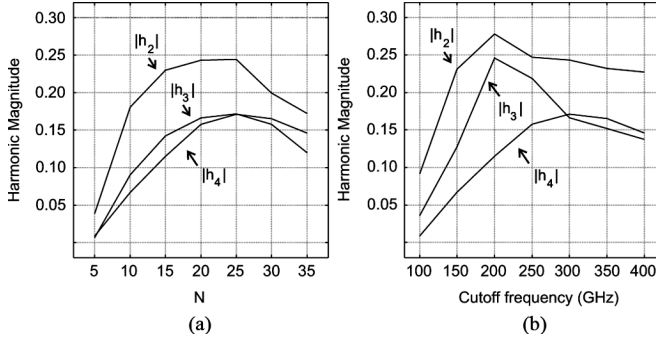 0.30
0.25
0.20
0.15
0.10
0.05
Harmonic Magnitude
|h2|
|h3|
|h4|
5 10 15 20 25 30 35
N
(a)
0.30
0.25
0.20
0.15
0.10
0.05
Harmonic Magnitude
|h2|
|h3|
|h4|
100 150 200 250 300 350 400
Cutoff frequency (GHz)
(b)